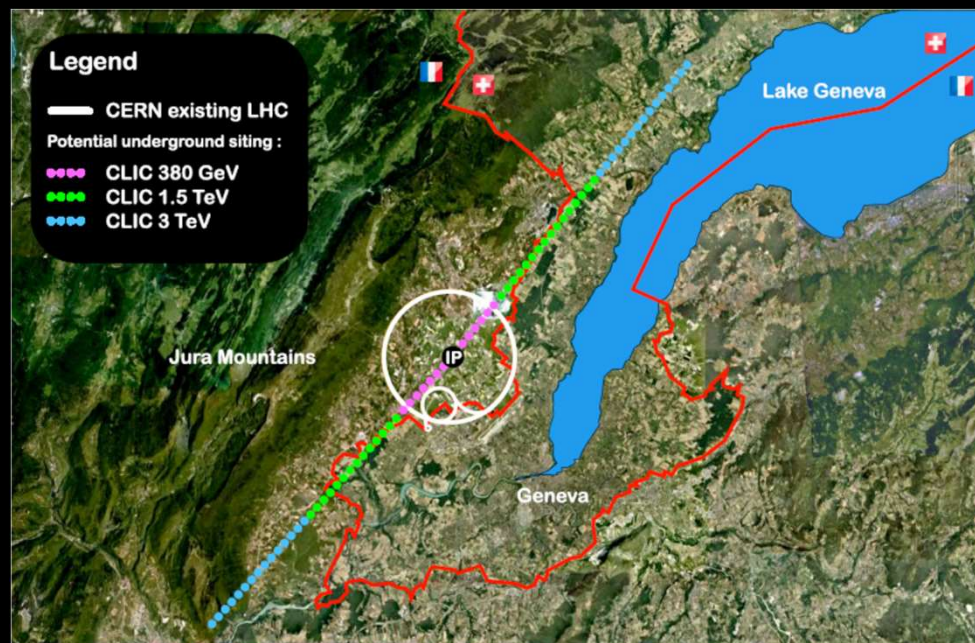 Legend
CERN existing LHC
Potential underground siting :
CLIC 380 GeV
CLIC 1.5 TeV
CLIC 3 TeV
Lake Geneva
Jura Mountains
IP
Geneva